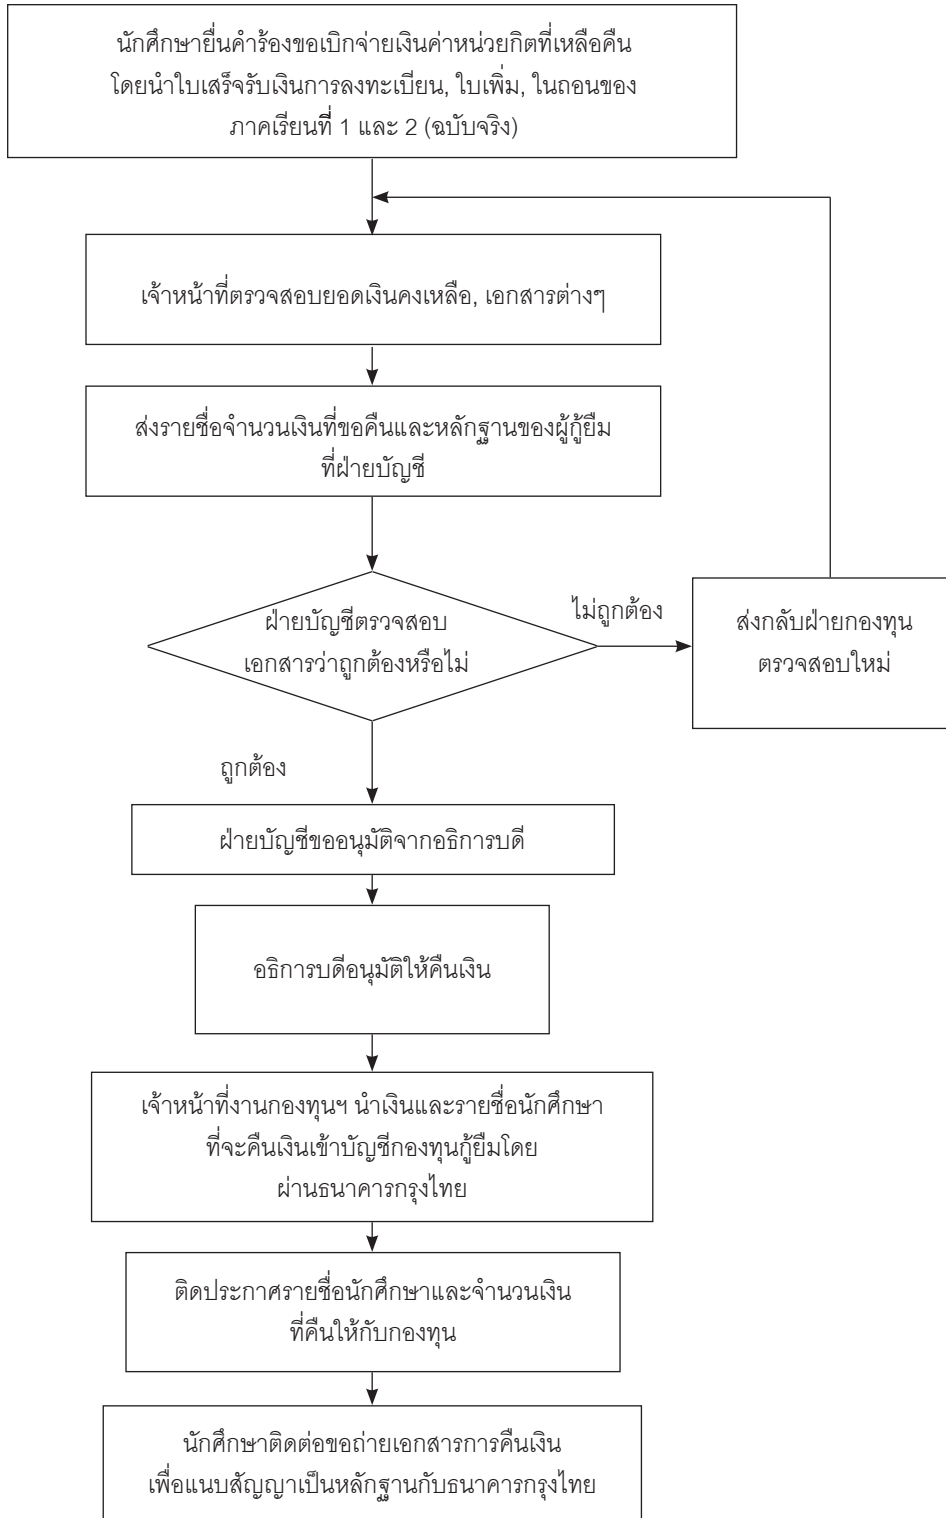 นักศึกษายื่นคำร้องขอเบิกจ่ายเงินค่าหน่วยกิตที่เหลือคืน
โดยนำใบเสร็จรับเงินการลงทะเบียน, ใบเพิ่ม, ในถอนของ
ภาคเรียนที่ 1 และ 2 (ฉบับจริง)
เจ้าหน้าที่ตรวจสอบยอดเงินคงเหลือ, เอกสารต่างๆ
ส่งรายชื่อจำนวนเงินที่ขอคืนและหลักฐานของผู้กู้ยืม
ที่ฝ่ายบัญชี
ฝ่ายบัญชีตรวจสอบ
เอกสารว่าถูกต้องหรือไม่
ไม่ถูกต้อง
ส่งกลับฝ่ายกองทุน
ตรวจสอบใหม่
ถูกต้อง
ฝ่ายบัญชีขออนุมัติจากอธิการบดี
อธิการบดีอนุมัติให้คืนเงิน
เจ้าหน้าที่งานกองทุนฯ นำเงินและรายชื่อนักศึกษา
ที่จะคืนเงินเข้าบัญชีกองทุนกู้ยืมโดย
ผ่านธนาคารกรุงไทย
ติดประกาศรายชื่อนักศึกษาและจำนวนเงิน
ที่คืนให้กับกองทุน
นักศึกษาติดต่อขอถ่ายเอกสารการคืนเงิน
เพื่อแนบสัญญาเป็นหลักฐานกับธนาคารกรุงไทย